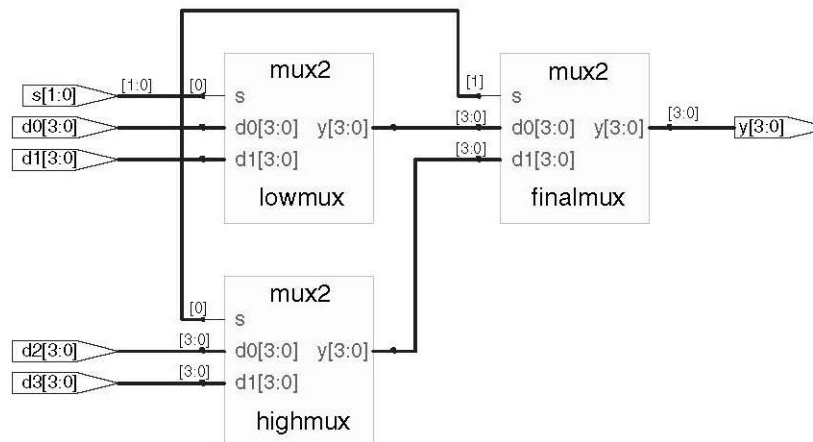 mux2
mux2
[1:0]
[0]
[1]
s[1:0]
s
s
[3:0]
[3:0]
d0[3:0]
d0[3:0]
y[3:0]
d0[3:0]
y[3:0]
y[3:0]
[3:0]
d1[3:0]
d1[3:0]
d1[3:0]
lowmux
finalmux
mux2
[0]
s
[3:0]
d2[3:0]
d0[3:0]
y[3:0]
[3:0]
d3[3:0]
d1[3:0]
highmux